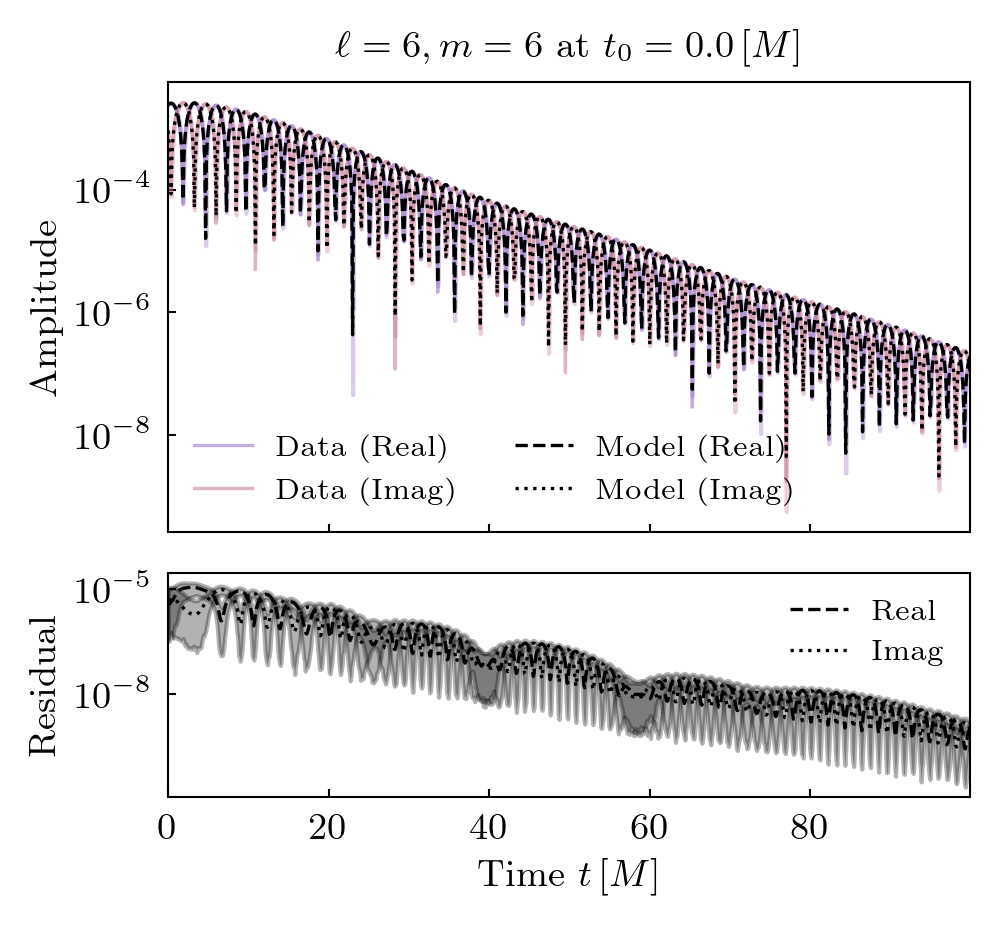 ℓ = 6, m = 6 at t₀ = 0.0 [M]
Amplitude
10⁻⁴
10⁻⁶
10⁻⁸
Data (Real)
Data (Imag)
Model (Real)
Model (Imag)
Residual
10⁻⁵
10⁻⁸
Real
Imag
0 20 40 60 80
Time t [M]